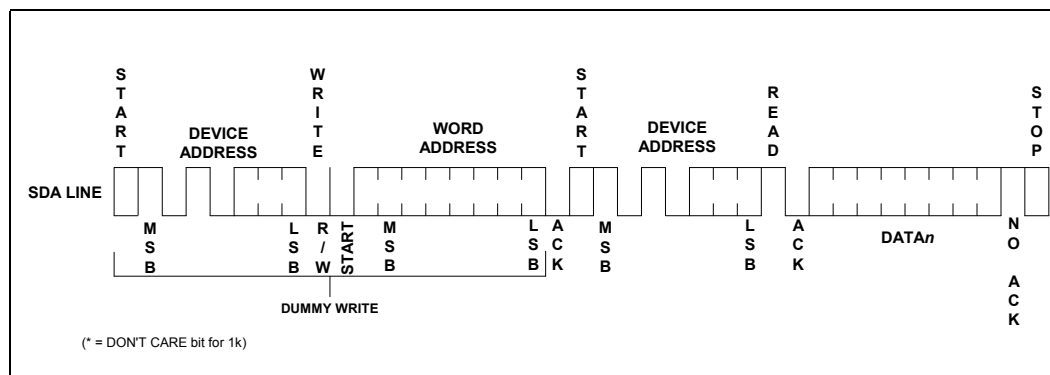 START
WRITE
START
READ
STOP
DEVICE
ADDRESS
WORD
ADDRESS
DEVICE
ADDRESS
SDA LINE
MSB
LSB
R/W
START
MSB
LSB
ACK
MSB
LSB
ACK
DATAn
NO ACK
DUMMY WRITE
(* = DON'T CARE bit for 1k)